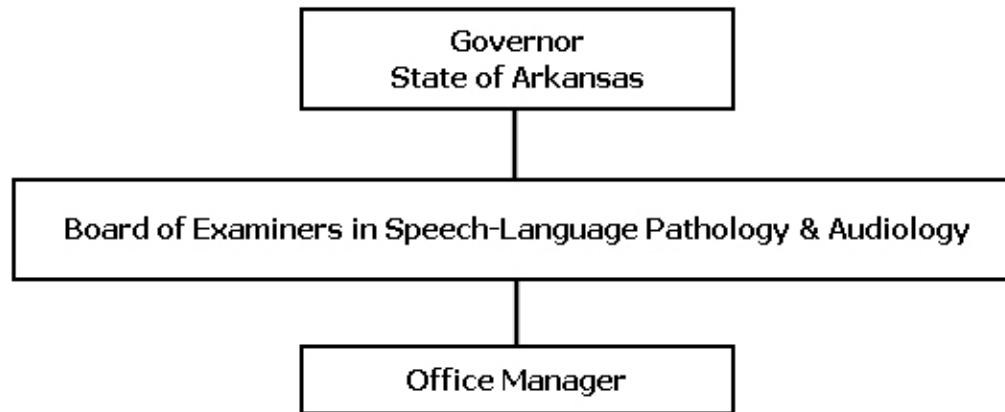 Governor
State of Arkansas
Board of Examiners in Speech-Language Pathology & Audiology
Office Manager